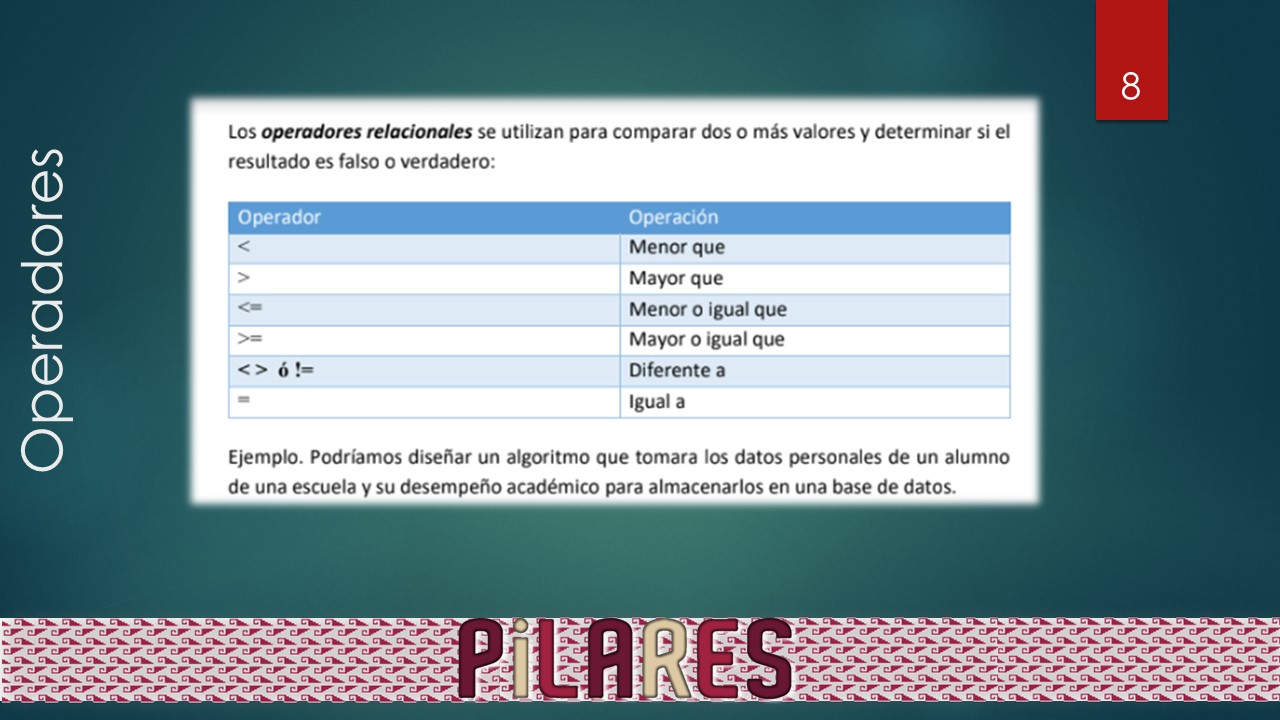 8
Operadores
Los operadores relacionales se utilizan para comparar dos o más valores y determinar si el
resultado es falso o verdadero:
Operador Operación
< Menor que
> Mayor que
<= Menor o igual que
>= Mayor o igual que
< > ó != Diferente a
= Igual a
Ejemplo. Podríamos diseñar un algoritmo que tomara los datos personales de un alumno
de una escuela y su desempeño académico para almacenarlos en una base de datos.
PiLARES